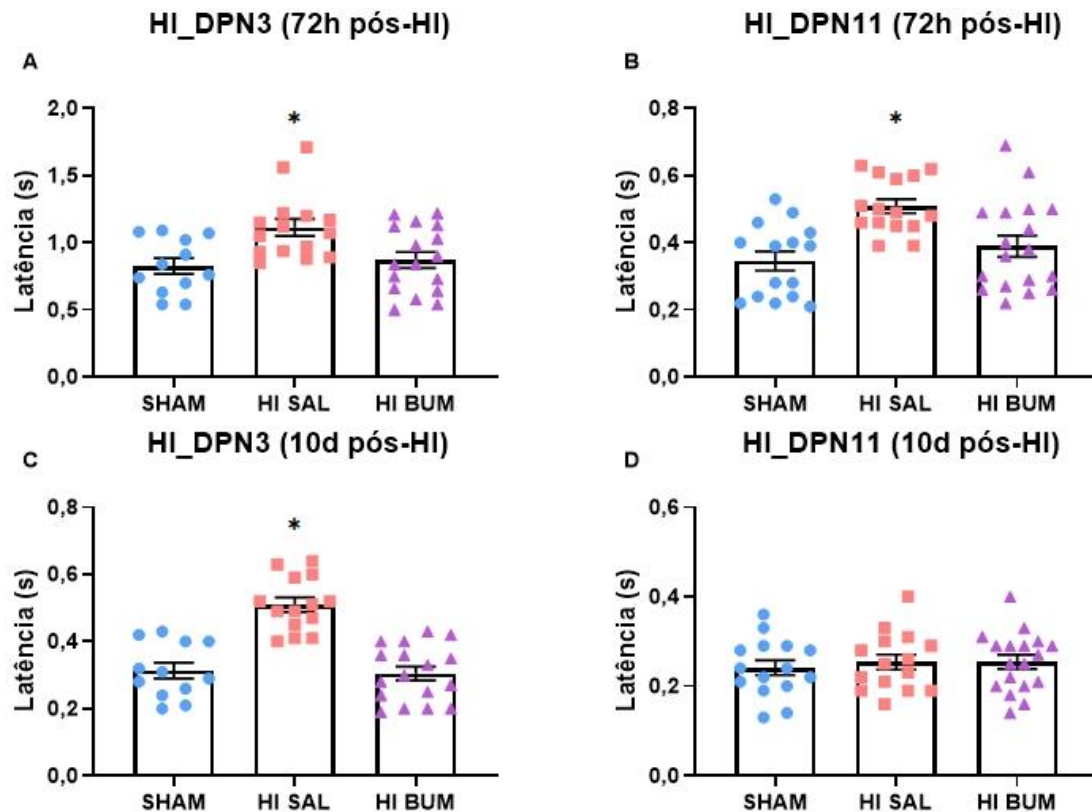 HI_DPN3 (72h pós-HI)
A
*
Latência (s)
2,0
1,5
1,0
0,5
0,0
SHAM HI SAL HI BUM
HI_DPN11 (72h pós-HI)
B
*
Latência (s)
0,8
0,6
0,4
0,2
0,0
SHAM HI SAL HI BUM
HI_DPN3 (10d pós-HI)
C
*
Latência (s)
0,8
0,6
0,4
0,2
0,0
SHAM HI SAL HI BUM
HI_DPN11 (10d pós-HI)
D
Latência (s)
0,6
0,4
0,2
0,0
SHAM HI SAL HI BUM